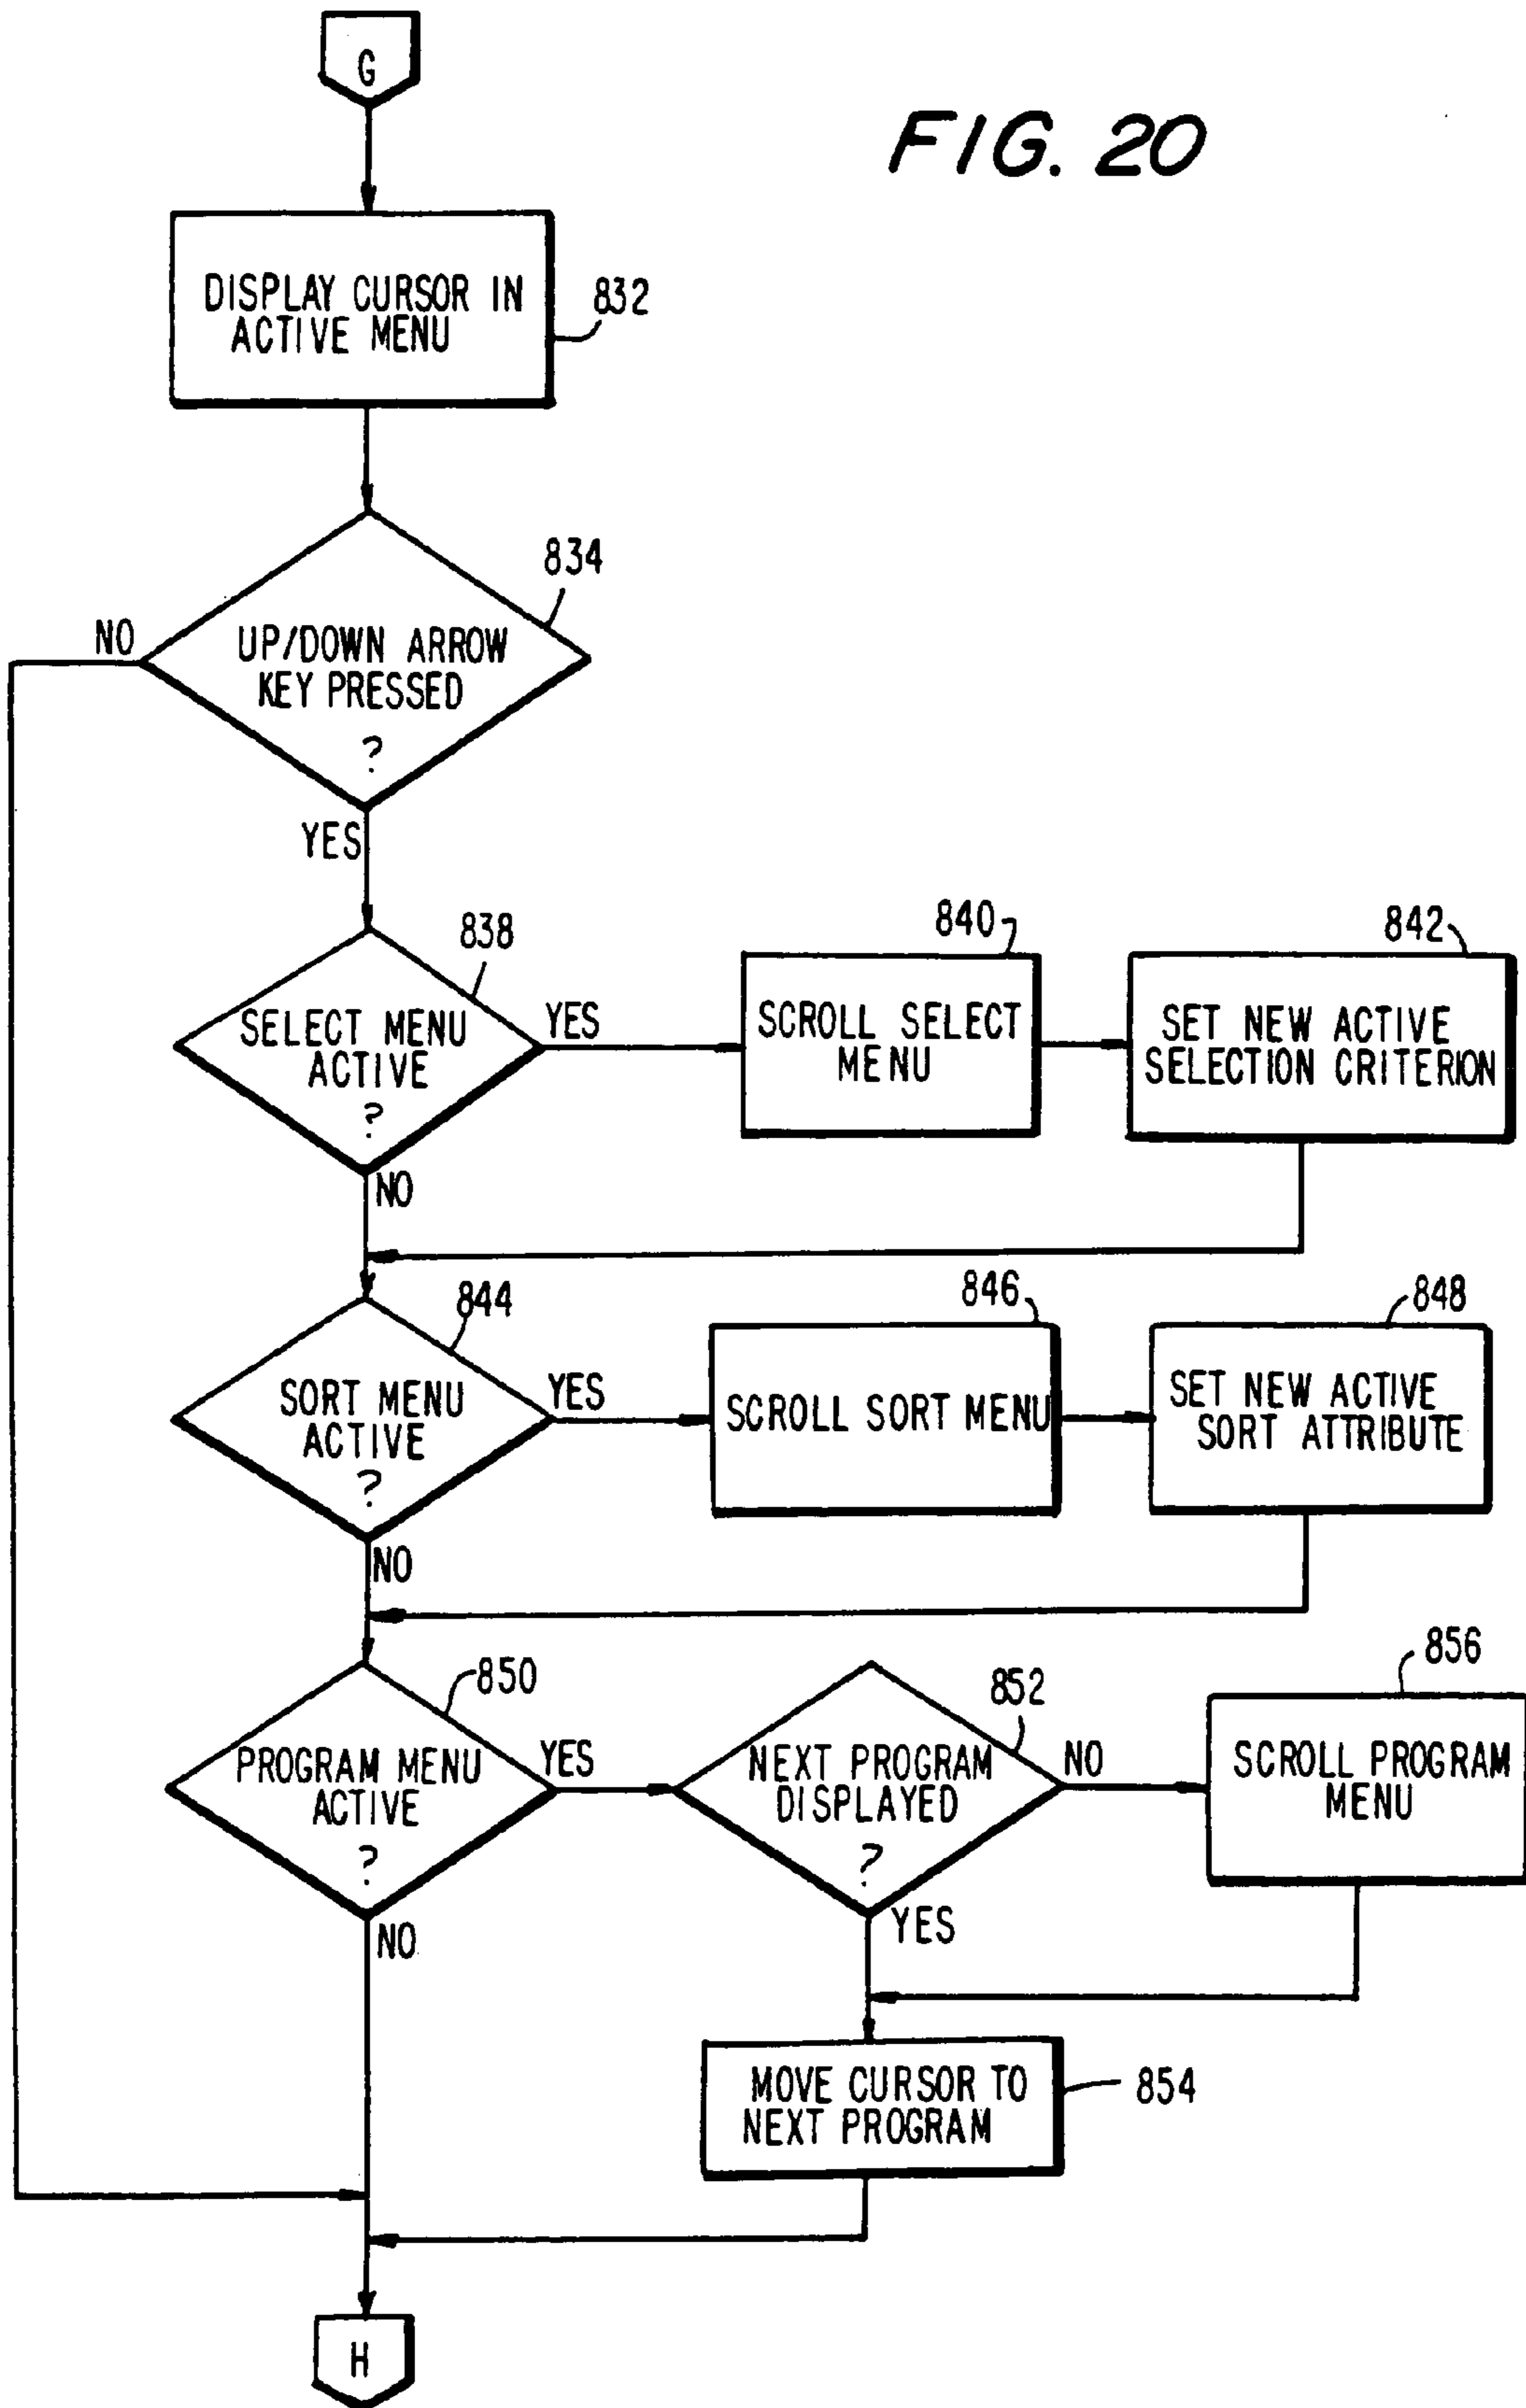 G
FIG. 20
DISPLAY CURSOR IN
ACTIVE MENU
832
834
NO
UP/DOWN ARROW
KEY PRESSED
?
YES
838
SELECT MENU
ACTIVE
?
YES
NO
840
SCROLL SELECT
MENU
842
SET NEW ACTIVE
SELECTION CRITERION
844
SORT MENU
ACTIVE
?
YES
NO
846
SCROLL SORT MENU
848
SET NEW ACTIVE
SORT ATTRIBUTE
850
PROGRAM MENU
ACTIVE
?
YES
NO
852
NEXT PROGRAM
DISPLAYED
?
NO
YES
856
SCROLL PROGRAM
MENU
MOVE CURSOR TO
NEXT PROGRAM
854
H